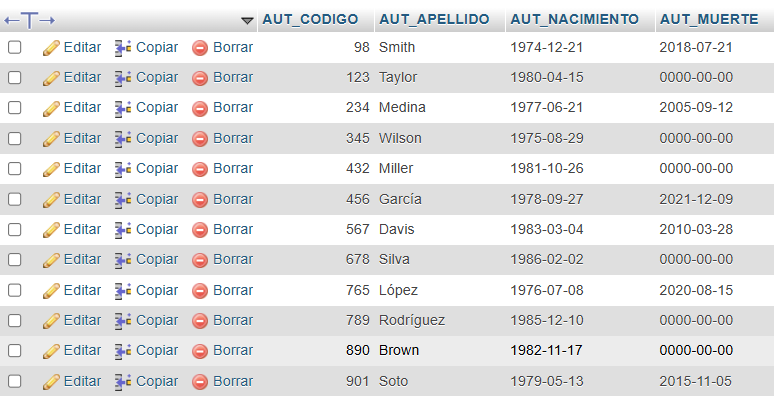 AUT_CODIGO AUT_APELLIDO AUT_NACIMIENTO AUT_MUERTE
Editar Copiar Borrar 98 Smith 1974-12-21 2018-07-21
Editar Copiar Borrar 123 Taylor 1980-04-15 0000-00-00
Editar Copiar Borrar 234 Medina 1977-06-21 2005-09-12
Editar Copiar Borrar 345 Wilson 1975-08-29 0000-00-00
Editar Copiar Borrar 432 Miller 1981-10-26 0000-00-00
Editar Copiar Borrar 456 García 1978-09-27 2021-12-09
Editar Copiar Borrar 567 Davis 1983-03-04 2010-03-28
Editar Copiar Borrar 678 Silva 1986-02-02 0000-00-00
Editar Copiar Borrar 765 López 1976-07-08 2020-08-15
Editar Copiar Borrar 789 Rodríguez 1985-12-10 0000-00-00
Editar Copiar Borrar 890 Brown 1982-11-17 0000-00-00
Editar Copiar Borrar 901 Soto 1979-05-13 2015-11-05